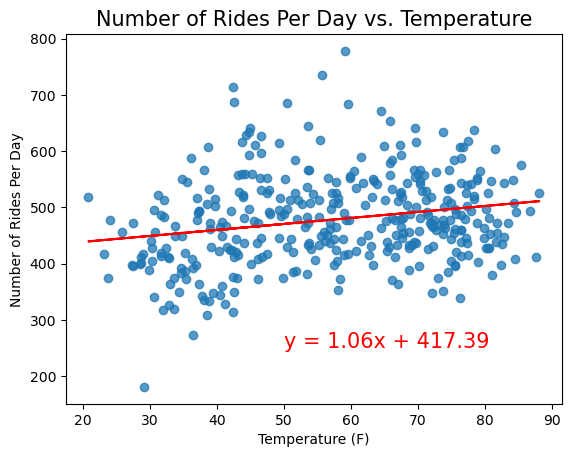 Number of Rides Per Day vs. Temperature
800
700
600
500
400
300
200
Number of Rides Per Day
y = 1.06x + 417.39
20 30 40 50 60 70 80 90
Temperature (F)